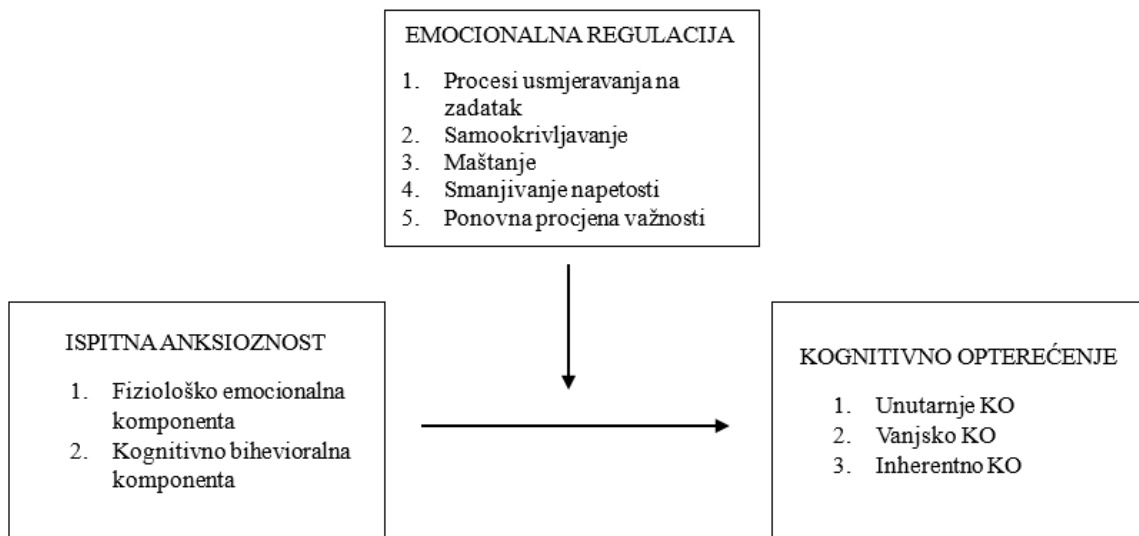 EMOCIONALNA REGULACIJA
1. Procesi usmjeravanja na
zadatak
2. Samookrivljavanje
3. Maštanje
4. Smanjivanje napetosti
5. Ponovna procjena važnosti
ISPITNA ANKSIOZNOST
1. Fiziološko emocionalna
komponenta
2. Kognitivno bihevioralna
komponenta
KOGNITIVNO OPTEREĆENJE
1. Unutarnje KO
2. Vanjsko KO
3. Inherentno KO